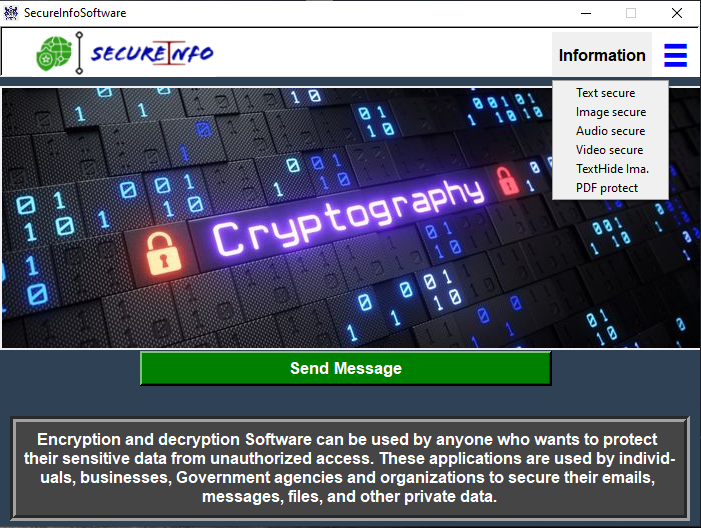 SecureInfoSoftware
SECUREINFO
Information
Text secure
Image secure
Audio secure
Video secure
TextHide Ima.
PDF protect
Cryptography
Send Message
Encryption and decryption Software can be used by anyone who wants to protect
their sensitive data from unauthorized access. These applications are used by individ-
uals, businesses, Government agencies and organizations to secure their emails,
messages, files, and other private data.